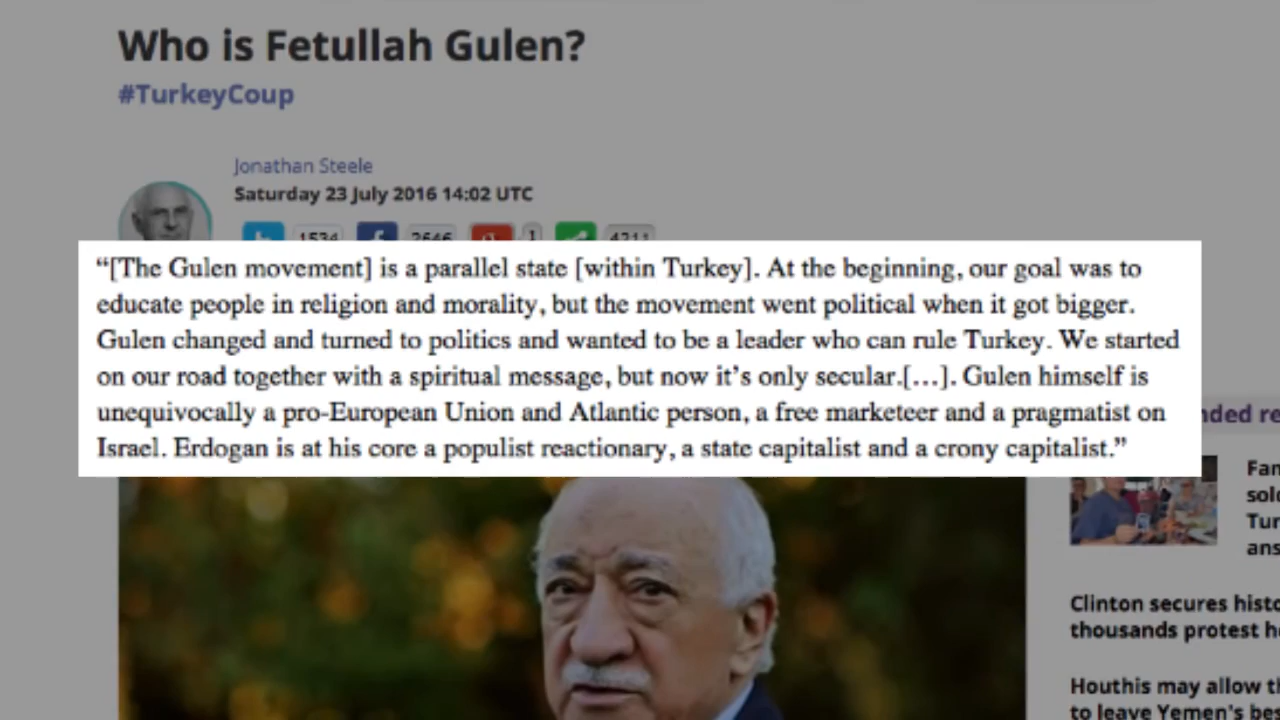 Who is Fetullah Gulen?
#TurkeyCoup
Jonathan Steele
Saturday 23 July 2016 14:02 UTC
1534 2646 1 4211
“[The Gulen movement] is a parallel state [within Turkey]. At the beginning, our goal was to
educate people in religion and morality, but the movement went political when it got bigger.
Gulen changed and turned to politics and wanted to be a leader who can rule Turkey. We started
on our road together with a spiritual message, but now it’s only secular.[…]. Gulen himself is
unequivocally a pro-European Union and Atlantic person, a free marketeer and a pragmatist on
Israel. Erdogan is at his core a populist reactionary, a state capitalist and a crony capitalist.”
Clinton secures
thousands protest
Houthis may allow
to leave Yemen's